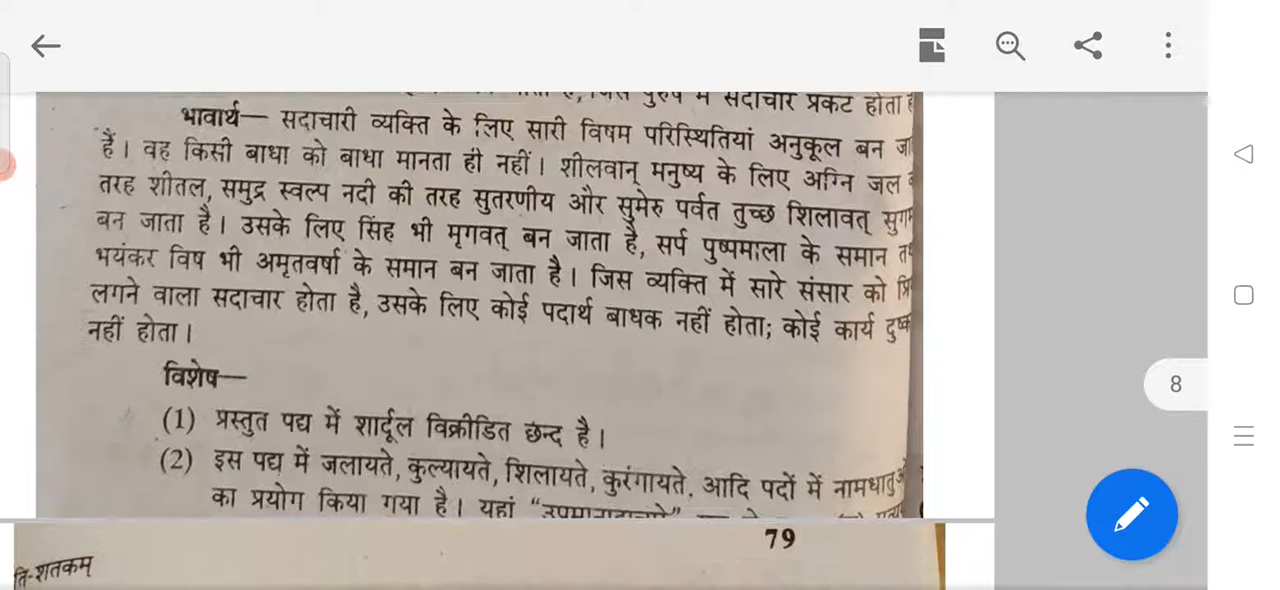 सदाचार प्रकट होता
भावार्थ— सदाचारी व्यक्ति के लिए सारी विषम परिस्थितियां अनुकूल बन
हैं। वह किसी बाधा को बाधा मानता ही नहीं। शीलवान् मनुष्य के लिए अग्नि जल
तरह शीतल, समुद्र स्वल्प नदी की तरह सुतरणीय और सुमेरु पर्वत तुच्छ शिलावत्
बन जाता है। उसके लिए सिंह भी मृगवत् बन जाता है, सर्प पुष्पमाला के समान
भयंकर विष भी अमृतवर्षा के समान बन जाता है। जिस व्यक्ति में सारे संसार को
लगने वाला सदाचार होता है, उसके लिए कोई पदार्थ बाधक नहीं होता; कोई कार्य
नहीं होता।
विशेष—
8
(1) प्रस्तुत पद्य में शार्दूल विक्रीडित छन्द है।
(2) इस पद्य में जलायते, कुल्यायते, शिलायते, कुरंगायते, आदि पदों में
का प्रयोग किया गया है। यहां
79
ति-शतकम्